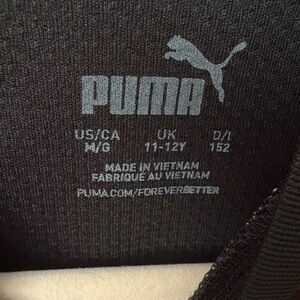 PUMA
US/CA UK D/I
M/G 11-12Y 152
MADE IN VIETNAM
FABRIQUÉ AU VIETNAM
PUMA.COM/FOREVERBETTER